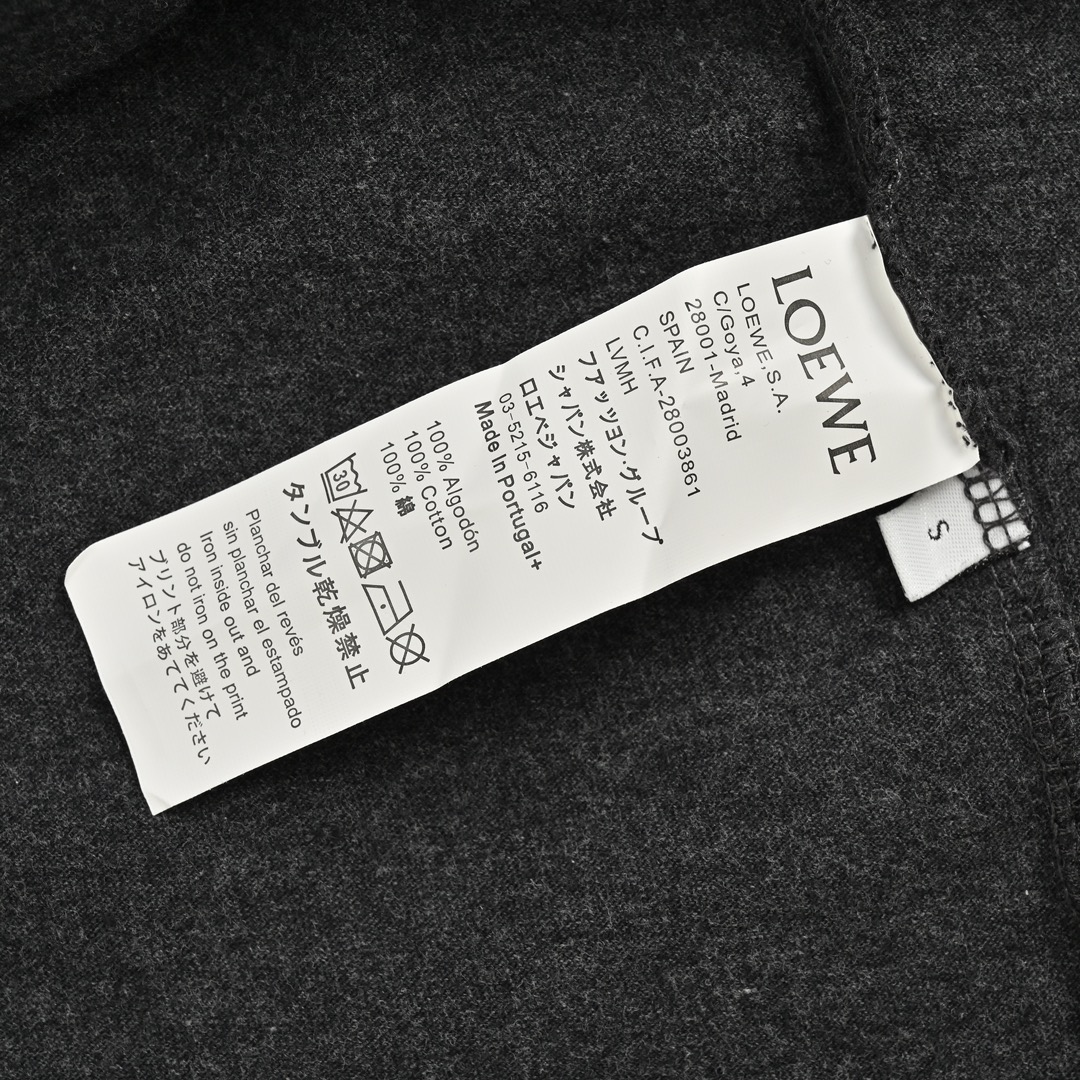 LOEWE
LOEWE,S.A.
C/Goya,4
28001-Madrid
SPAIN
C.I.F.A-28003861
LVMH
フアッツヨン·グループ
シャパン株式会社
ロエベジャパン
03-5215-6116
Made In Portugal+
100% Algodón
100% Cotton
100% 綿
30
タンブル乾燥禁止
Planchar del revés
sin planchar el estampado
Iron inside out and
do not iron on the print
プリント部分を避けて
アイロンをあててください
S